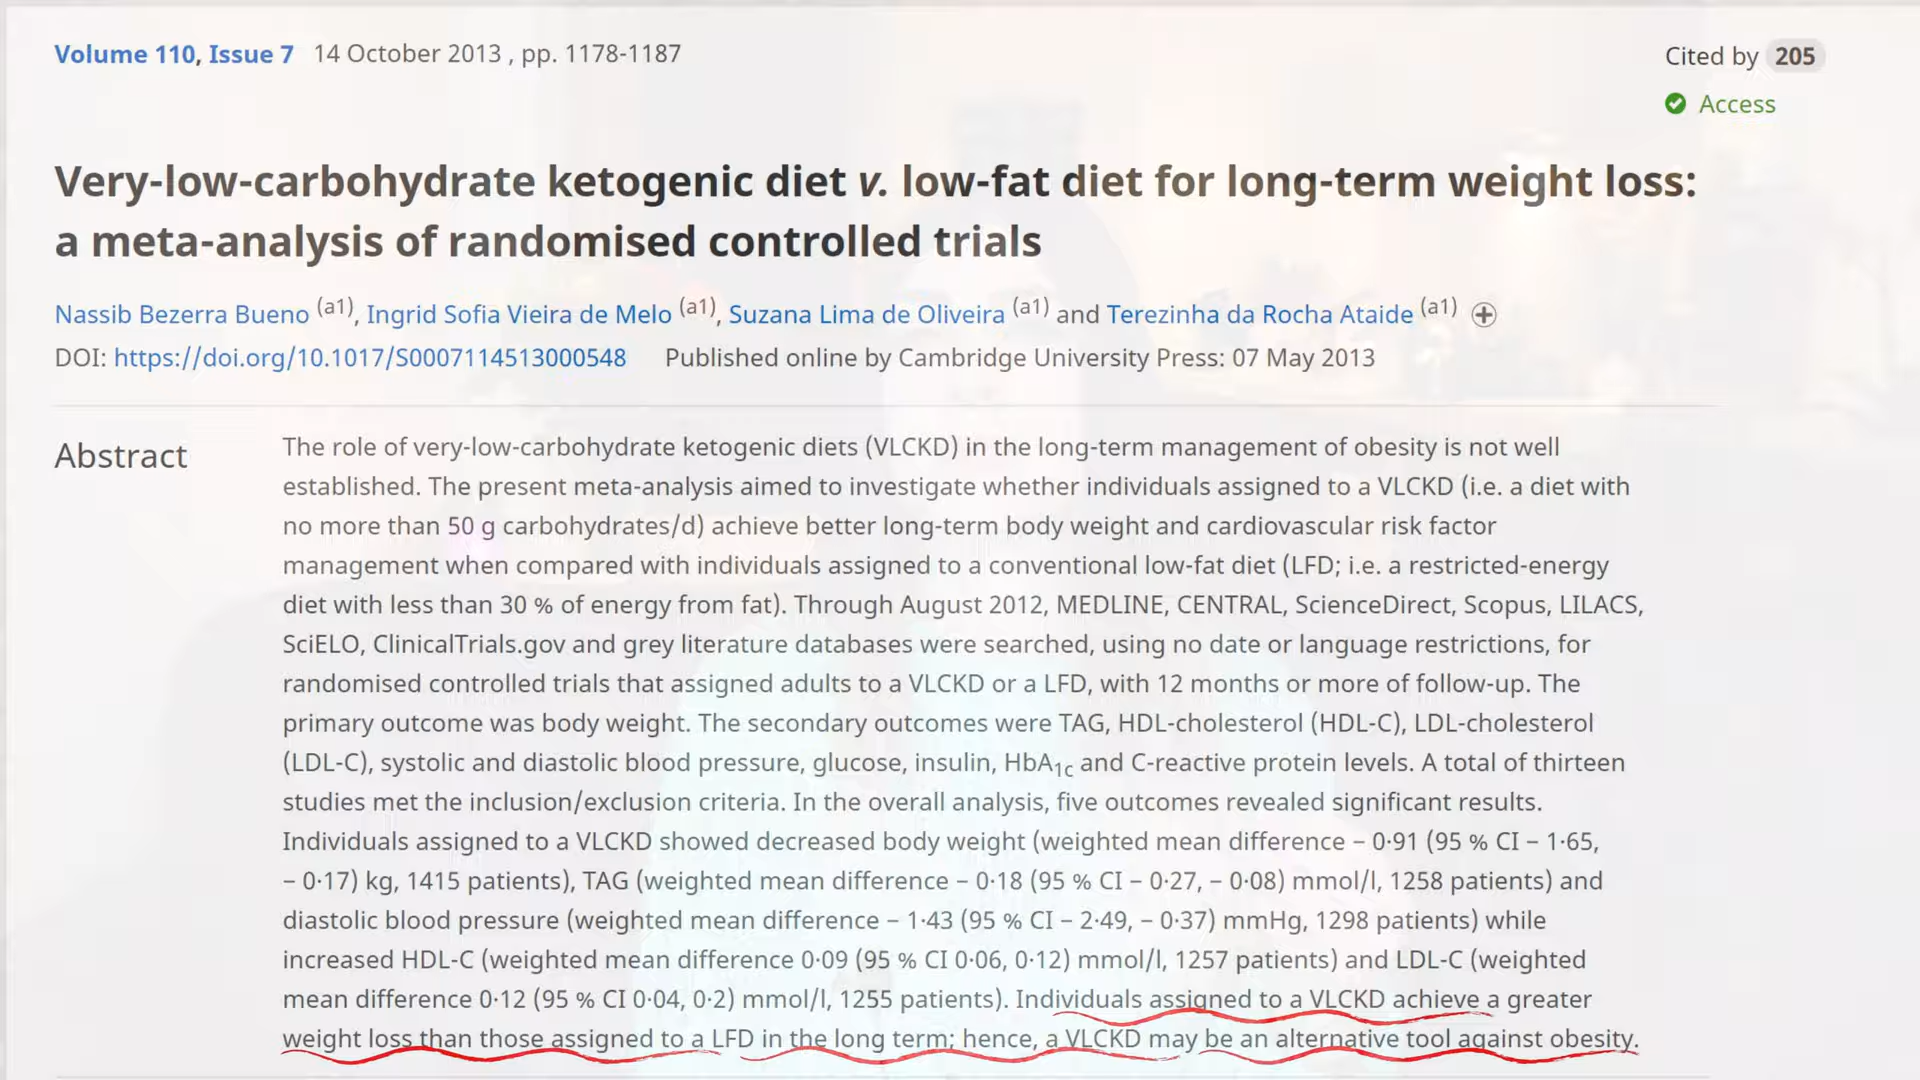 Volume 110, Issue 7 14 October 2013 , pp. 1178-1187
Cited by 205
Access
Very-low-carbohydrate ketogenic diet v. low-fat diet for long-term weight loss:
a meta-analysis of randomised controlled trials
Nassib Bezerra Bueno (a1), Ingrid Sofia Vieira de Melo (a1), Suzana Lima de Oliveira (a1) and Terezinha da Rocha Ataide (a1)
DOI: https://doi.org/10.1017/S0007114513000548 Published online by Cambridge University Press: 07 May 2013
Abstract
The role of very-low-carbohydrate ketogenic diets (VLCKD) in the long-term management of obesity is not well
established. The present meta-analysis aimed to investigate whether individuals assigned to a VLCKD (i.e. a diet with
no more than 50 g carbohydrates/d) achieve better long-term body weight and cardiovascular risk factor
management when compared with individuals assigned to a conventional low-fat diet (LFD; i.e. a restricted-energy
diet with less than 30 % of energy from fat). Through August 2012, MEDLINE, CENTRAL, ScienceDirect, Scopus, LILACS,
SciELO, ClinicalTrials.gov and grey literature databases were searched, using no date or language restrictions, for
randomised controlled trials that assigned adults to a VLCKD or a LFD, with 12 months or more of follow-up. The
primary outcome was body weight. The secondary outcomes were TAG, HDL-cholesterol (HDL-C), LDL-cholesterol
(LDL-C), systolic and diastolic blood pressure, glucose, insulin, HbA1c and C-reactive protein levels. A total of thirteen
studies met the inclusion/exclusion criteria. In the overall analysis, five outcomes revealed significant results.
Individuals assigned to a VLCKD showed decreased body weight (weighted mean difference − 0·91 (95 % CI − 1·65,
− 0·17) kg, 1415 patients), TAG (weighted mean difference − 0·18 (95 % CI − 0·27, − 0·08) mmol/l, 1258 patients) and
diastolic blood pressure (weighted mean difference − 1·43 (95 % CI − 2·49, − 0·37) mmHg, 1298 patients) while
increased HDL-C (weighted mean difference 0·09 (95 % CI 0·06, 0·12) mmol/l, 1257 patients) and LDL-C (weighted
mean difference 0·12 (95 % CI 0·04, 0·2) mmol/l, 1255 patients). Individuals assigned to a VLCKD achieve a greater
weight loss than those assigned to a LFD in the long term; hence, a VLCKD may be an alternative tool against obesity.